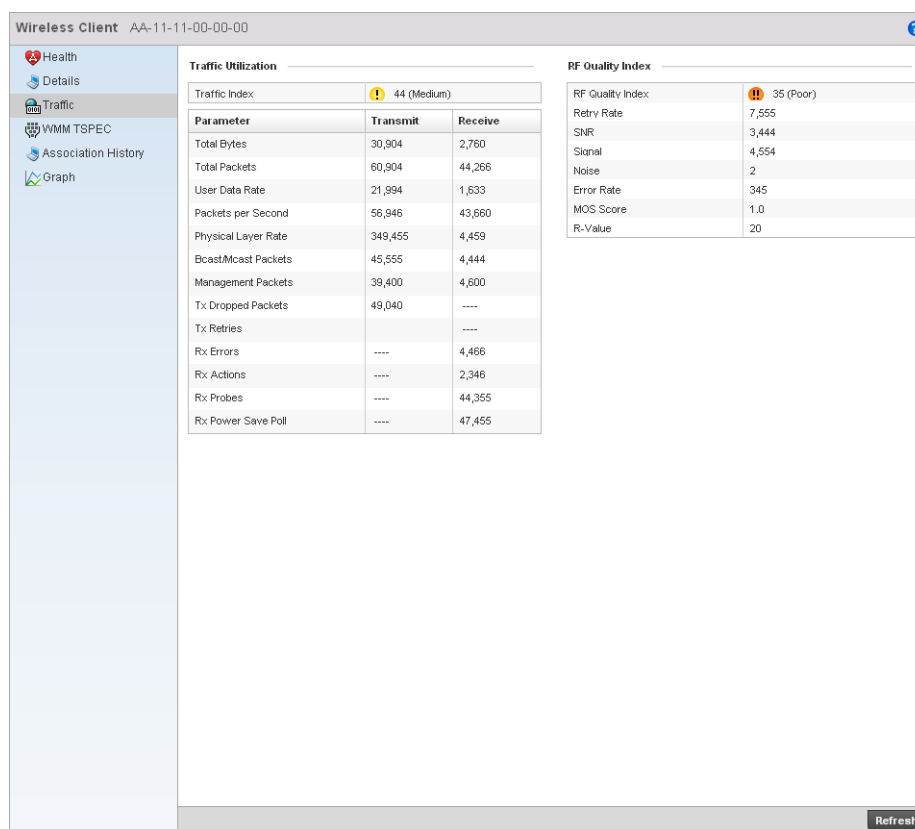 Wireless Client AA-11-11-00-00-00
Health
Details
Traffic
WMM TSPEC
Association History
Graph
Traffic Utilization
Traffic Index 44 (Medium)
Parameter Transmit Receive
Total Bytes 30,904 2,760
Total Packets 60,904 44,266
User Data Rate 21,994 1,633
Packets per Second 56,946 43,660
Physical Layer Rate 349,455 4,459
Bcast/Mcast Packets 45,555 4,444
Management Packets 39,400 4,600
Tx Dropped Packets 49,040 ----
Tx Retries ----
Rx Errors ---- 4,466
Rx Actions ---- 2,346
Rx Probes ---- 44,355
Rx Power Save Poll ---- 47,455
RF Quality Index
RF Quality Index 35 (Poor)
Retry Rate 7,555
SNR 3,444
Signal 4,554
Noise 2
Error Rate 345
MOS Score 1.0
R-Value 20
Refresh